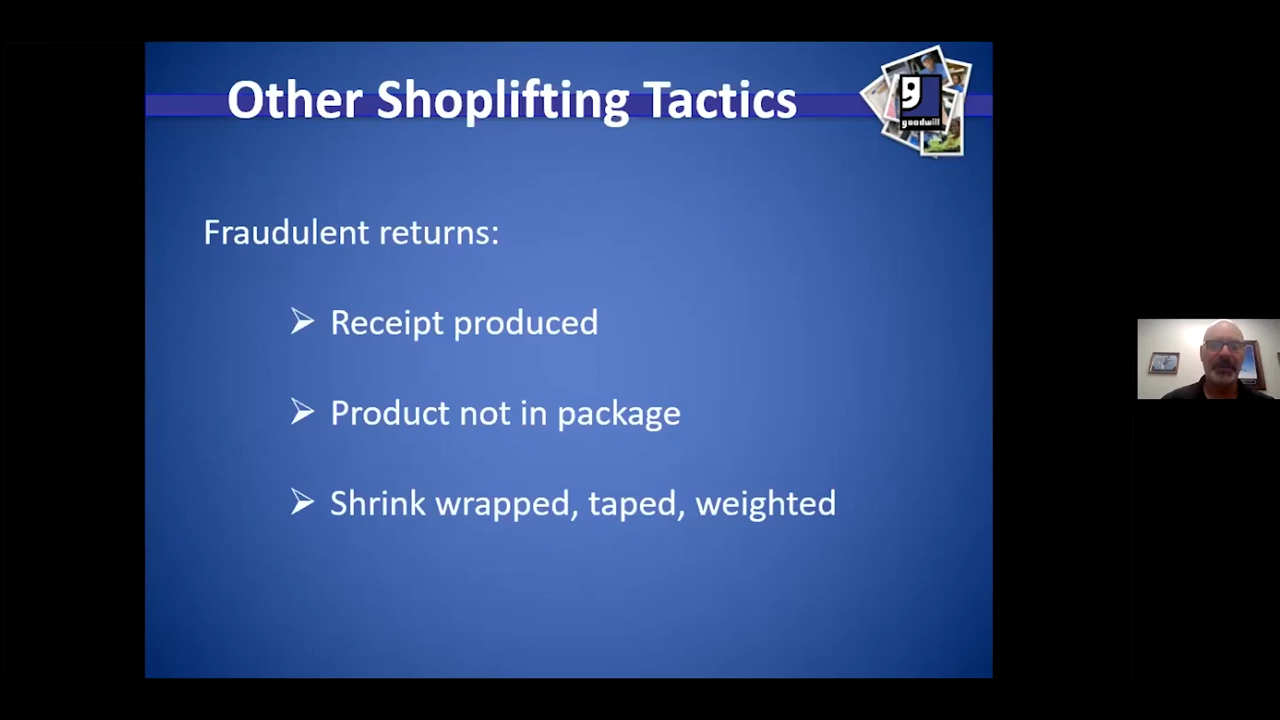 Other Shoplifting Tactics
goodwill
Fraudulent returns:
Receipt produced
Product not in package
Shrink wrapped, taped, weighted